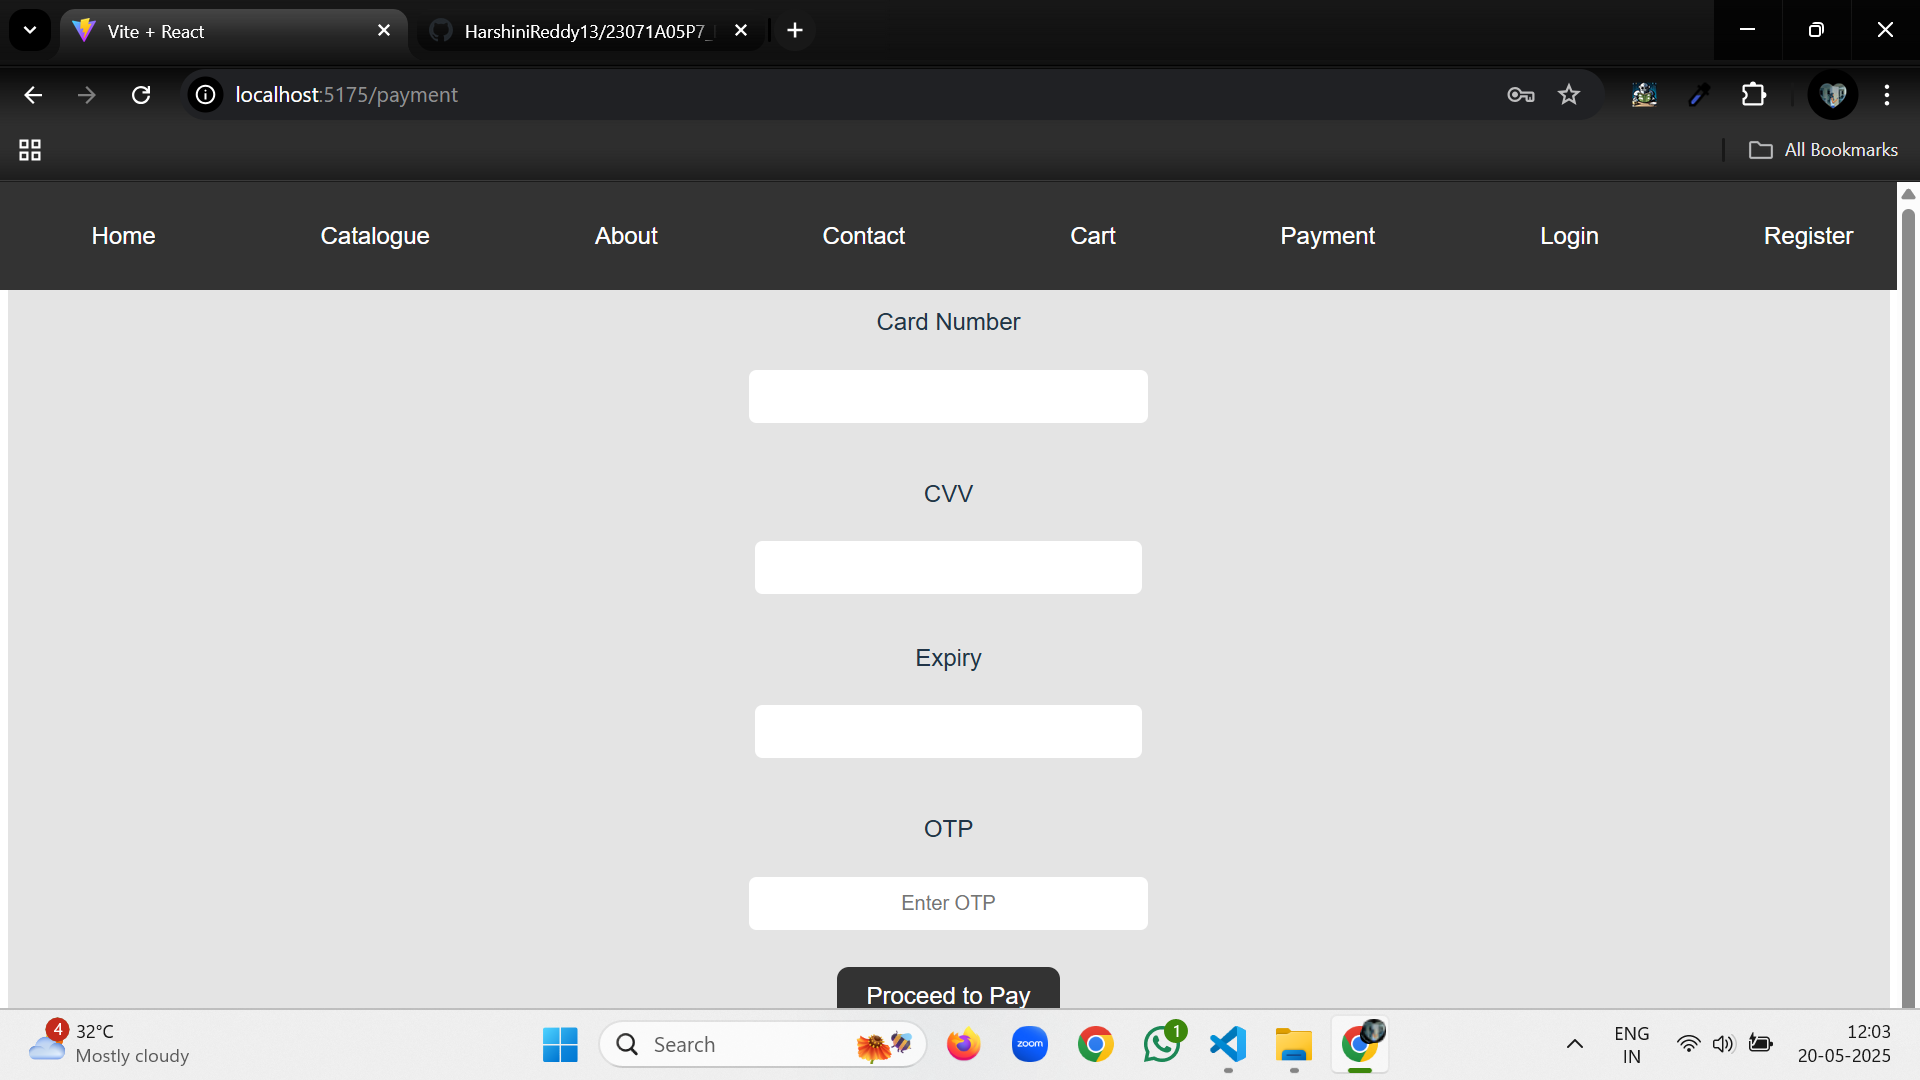 Vite + React
HarshiniReddy13/23071A05P7_
localhost:5175/payment
All Bookmarks
Home Catalogue About Contact Cart Payment Login Register
Card Number
CVV
Expiry
OTP
Enter OTP
Proceed to Pay
4
32°C
Mostly cloudy
Search
zoom
1
ENG
IN
12:03
20-05-2025